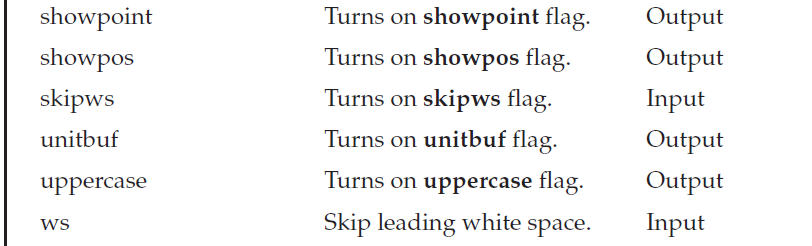 showpoint Turns on showpoint flag. Output
showpos Turns on showpos flag. Output
skipws Turns on skipws flag. Input
unitbuf Turns on unitbuf flag. Output
uppercase Turns on uppercase flag. Output
ws Skip leading white space. Input